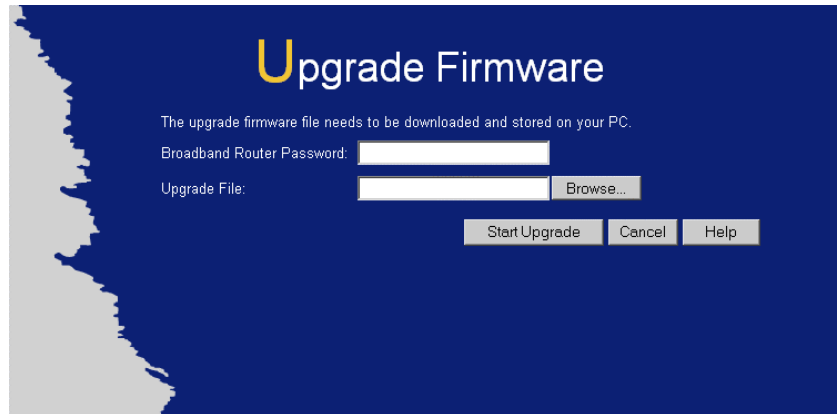 Upgrade Firmware
The upgrade firmware file needs to be downloaded and stored on your PC.
Broadband Router Password:
Upgrade File:
Browse...
Start Upgrade
Cancel
Help